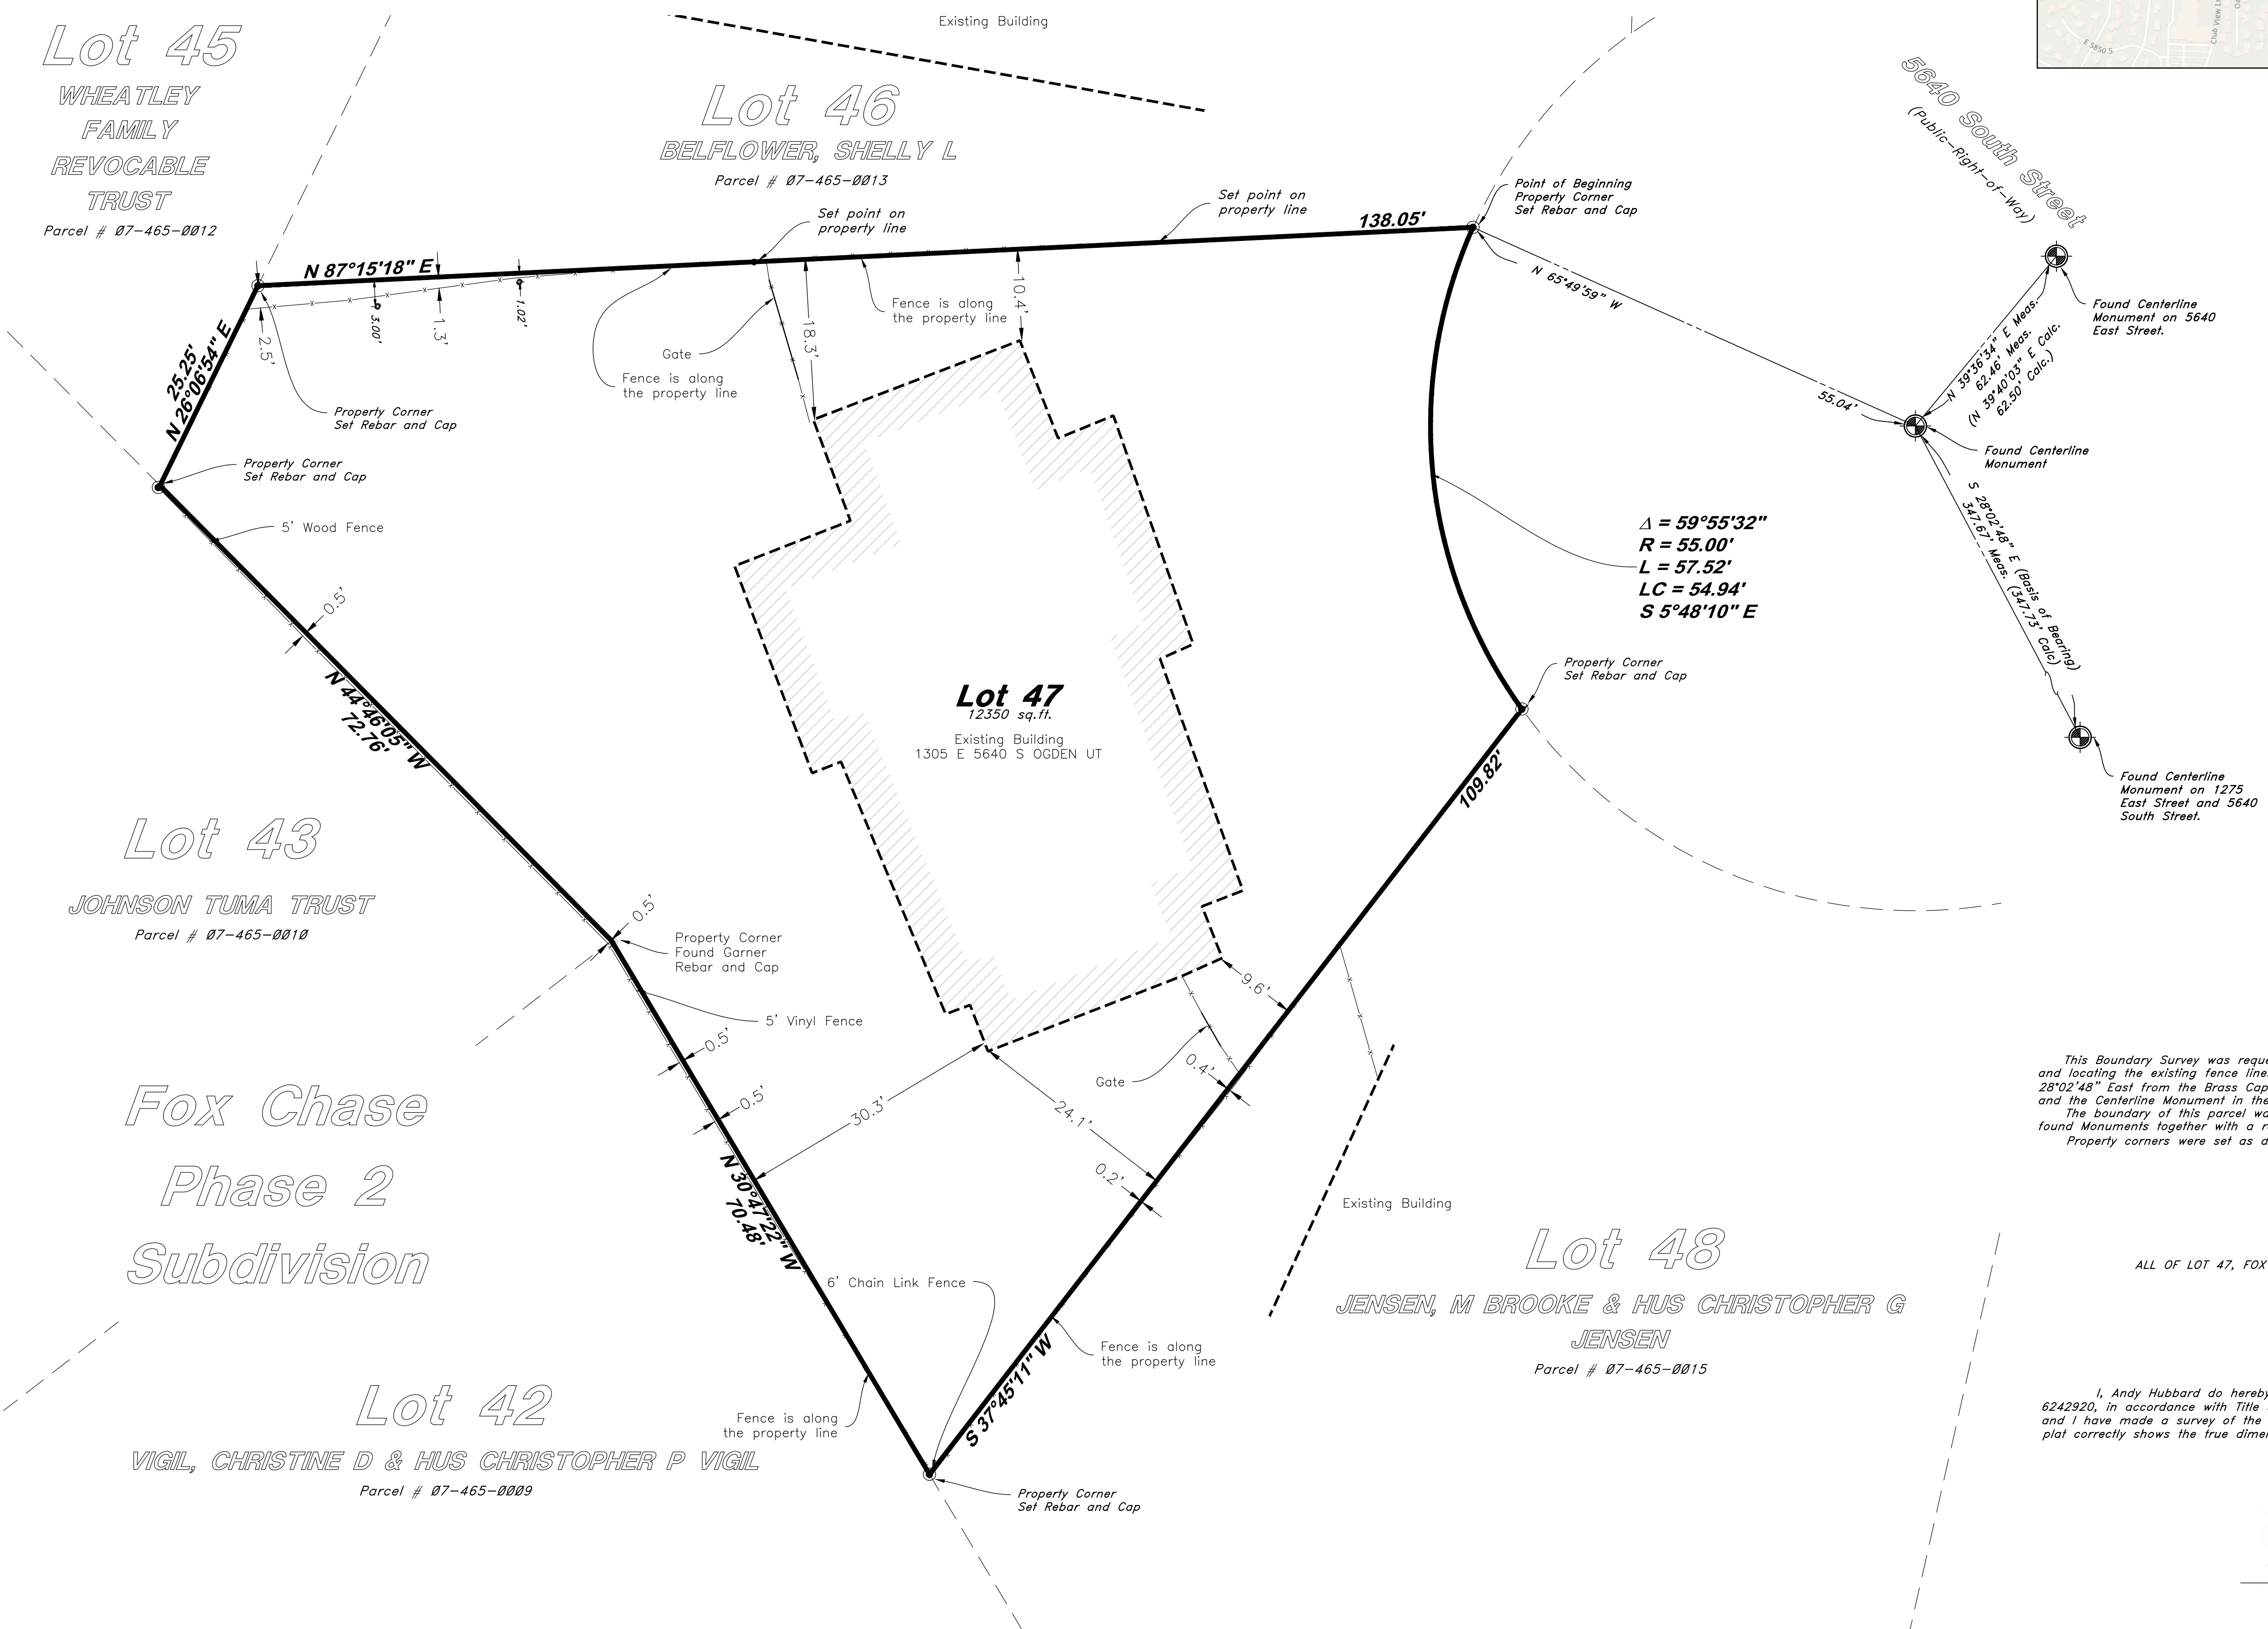 Existing Building
Lot 45
WHEATLEY
FAMILY
REVOCABLE
TRUST
Parcel # 07-465-0012
Lot 46
BELFLOWER, SHELLY L
Parcel # 07-465-0013
E 5850 S
Club View Ln
5640 South Street
(Public-Right-of-Way)
Set point on
property line
Set point on
property line
138.05'
Point of Beginning
Property Corner
Set Rebar and Cap
N 87°15'18" E
2.5'
3.00'
1.3'
1.02'
18.3'
10.4'
Fence is along
the property line
Gate
Fence is along
the property line
N 65°49'59" W
55.04'
N 39°36'34" E Meas.
62.46' Meas.
(N 39°40'03" E Calc.
62.50' Calc.)
Found Centerline
Monument on 5640
East Street.
Found Centerline
Monument
S 28°02'48" E (Basis of Bearing)
347.67' Meas. (347.73' Calc)
Found Centerline
Monument on 1275
East Street and 5640
South Street.
25.25'
N 26°06'54" E
Property Corner
Set Rebar and Cap
Property Corner
Set Rebar and Cap
5' Wood Fence
0.5'
N 44°46'05" W
72.76'
Δ = 59°55'32"
R = 55.00'
L = 57.52'
LC = 54.94'
S 5°48'10" E
Property Corner
Set Rebar and Cap
Lot 47
12350 sq.ft.
Existing Building
1305 E 5640 S OGDEN UT
109.82'
Lot 43
JOHNSON TUMA TRUST
Parcel # 07-465-0010
0.5'
Property Corner
Found Garner
Rebar and Cap
5' Vinyl Fence
0.5'
0.5'
9.6'
Gate
0.4'
30.3'
24.1'
0.2'
N 30°47'22" W
70.48'
Fox Chase
Phase 2
Subdivision
6' Chain Link Fence
Existing Building
Lot 48
JENSEN, M BROOKE & HUS CHRISTOPHER G
JENSEN
Parcel # 07-465-0015
Fence is along
the property line
S 37°45'11" W
Lot 42
VIGIL, CHRISTINE D & HUS CHRISTOPHER P VIGIL
Parcel # 07-465-0009
Fence is along
the property line
Property Corner
Set Rebar and Cap
This Boundary Survey was reque
and locating the existing fence line
28°02'48" East from the Brass Cap
and the Centerline Monument in the
The boundary of this parcel wa
found Monuments together with a r
Property corners were set as d
ALL OF LOT 47, FOX
I, Andy Hubbard do hereby
6242920, in accordance with Title
and I have made a survey of the
plat correctly shows the true dime